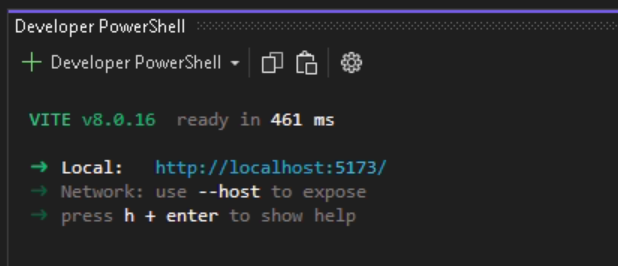 Developer PowerShell
+ Developer PowerShell
VITE v8.0.16 ready in 461 ms
➜ Local: http://localhost:5173/
➜ Network: use --host to expose
➜ press h + enter to show help